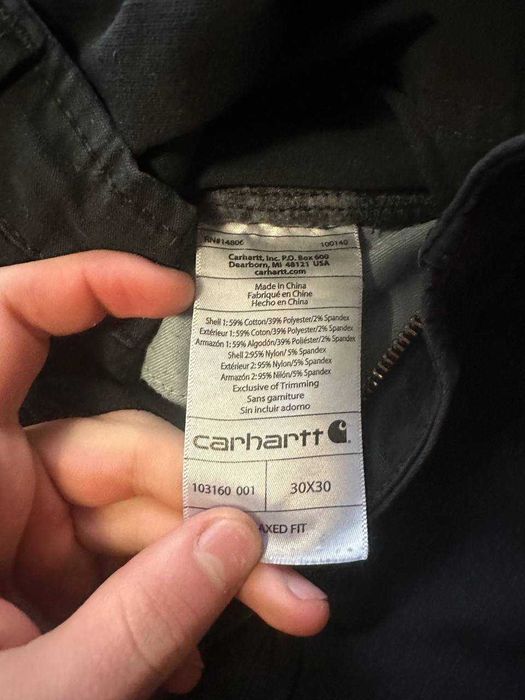 RN#14806 100140
Carhartt, Inc. P.O. Box 600
Dearborn, MI 48121 USA
carhartt.com
Made in China
Fabriqué en Chine
Hecho en China
Shell 1: 59% Cotton/39% Polyester/2% Spandex
Extérieur 1: 59% Coton/39% Polyester/2% Spandex
Armazón 1: 59% Algodón/39% Poliéster/2% Spandex
Shell 2:95% Nylon/5% Spandex
Extérieur 2: 95% Nylon/5% Spandex
Armazón 2: 95% Nilón/5% Spandex
Exclusive of Trimming
Sans garniture
Sin incluir adorno
carhartt
103160 001 30X30
AXED FIT